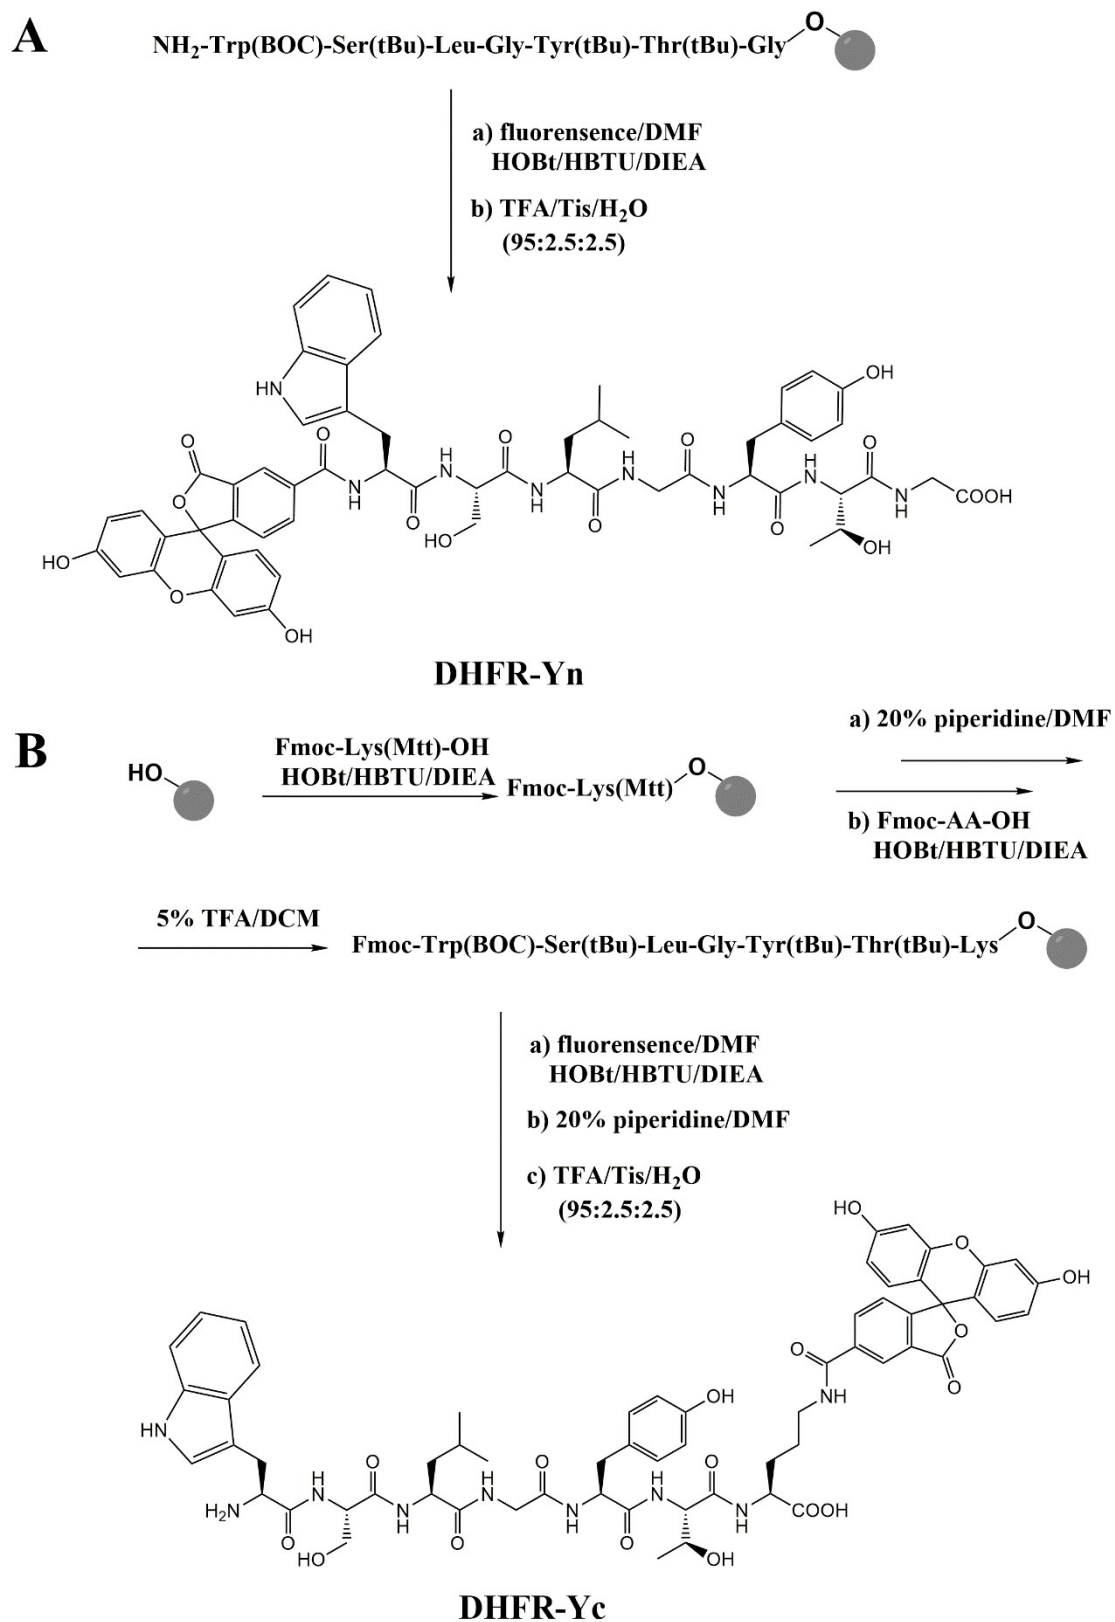 A
NH2-Trp(BOC)-Ser(tBu)-Leu-Gly-Tyr(tBu)-Thr(tBu)-Gly
O
a) fluorensence/DMF
HOBt/HBTU/DIEA
b) TFA/Tis/H2O
(95:2.5:2.5)
HN
OH
O
O
H
N
O
H
N
O
O
O
N
H
O
N
H
O
N
H
O
N
H
COOH
HO
OH
HO
O
OH
DHFR-Yn
B
HO
Fmoc-Lys(Mtt)-OH
HOBt/HBTU/DIEA
Fmoc-Lys(Mtt)
O
a) 20% piperidine/DMF
b) Fmoc-AA-OH
HOBt/HBTU/DIEA
5% TFA/DCM
Fmoc-Trp(BOC)-Ser(tBu)-Leu-Gly-Tyr(tBu)-Thr(tBu)-Lys
O
a) fluorensence/DMF
HOBt/HBTU/DIEA
b) 20% piperidine/DMF
c) TFA/Tis/H2O
(95:2.5:2.5)
HO
O
OH
O
O
O
NH
HN
OH
H2N
O
H
N
O
N
H
O
H
N
O
N
H
O
H
N
O
N
H
COOH
HO
OH
DHFR-Yc